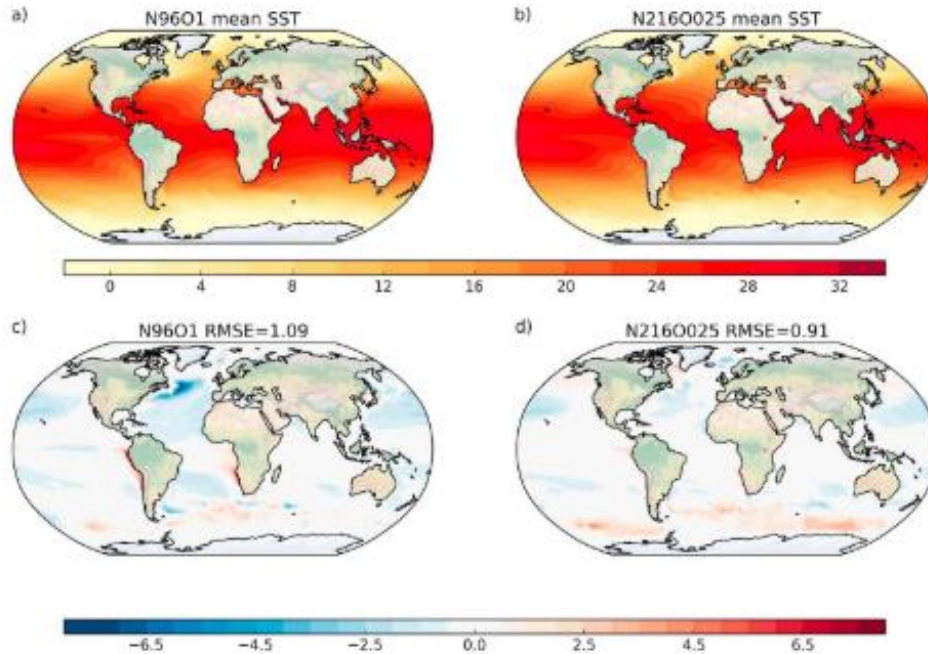 a) N96O1 mean SST
b) N216O025 mean SST
0 4 8 12 16 20 24 28 32
c) N96O1 RMSE=1.09
d) N216O025 RMSE=0.91
−6.5 −4.5 −2.5 0.0 2.5 4.5 6.5